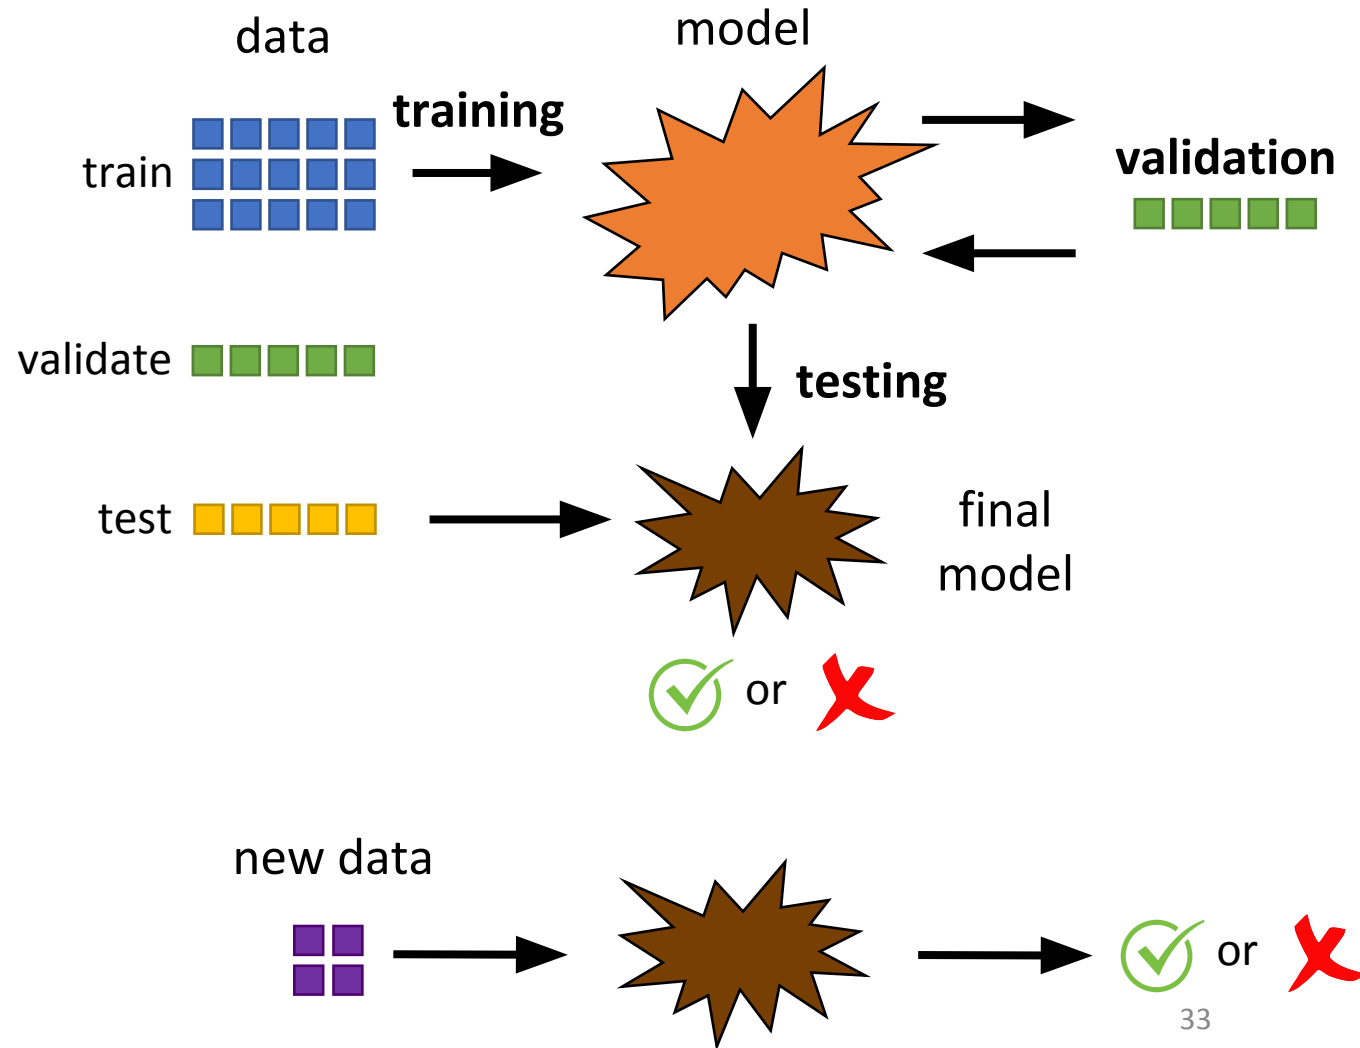 data
model
training
train
validation
validate
testing
test
final
model
or
new data
or
33